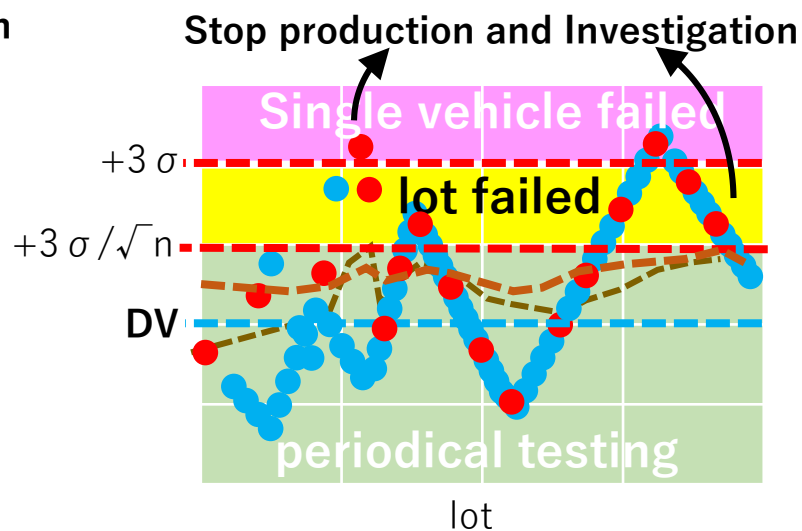 n
Stop production and Investigation
Single vehicle failed
+3 σ
lot failed
+3 σ/√n
DV
periodical testing
lot